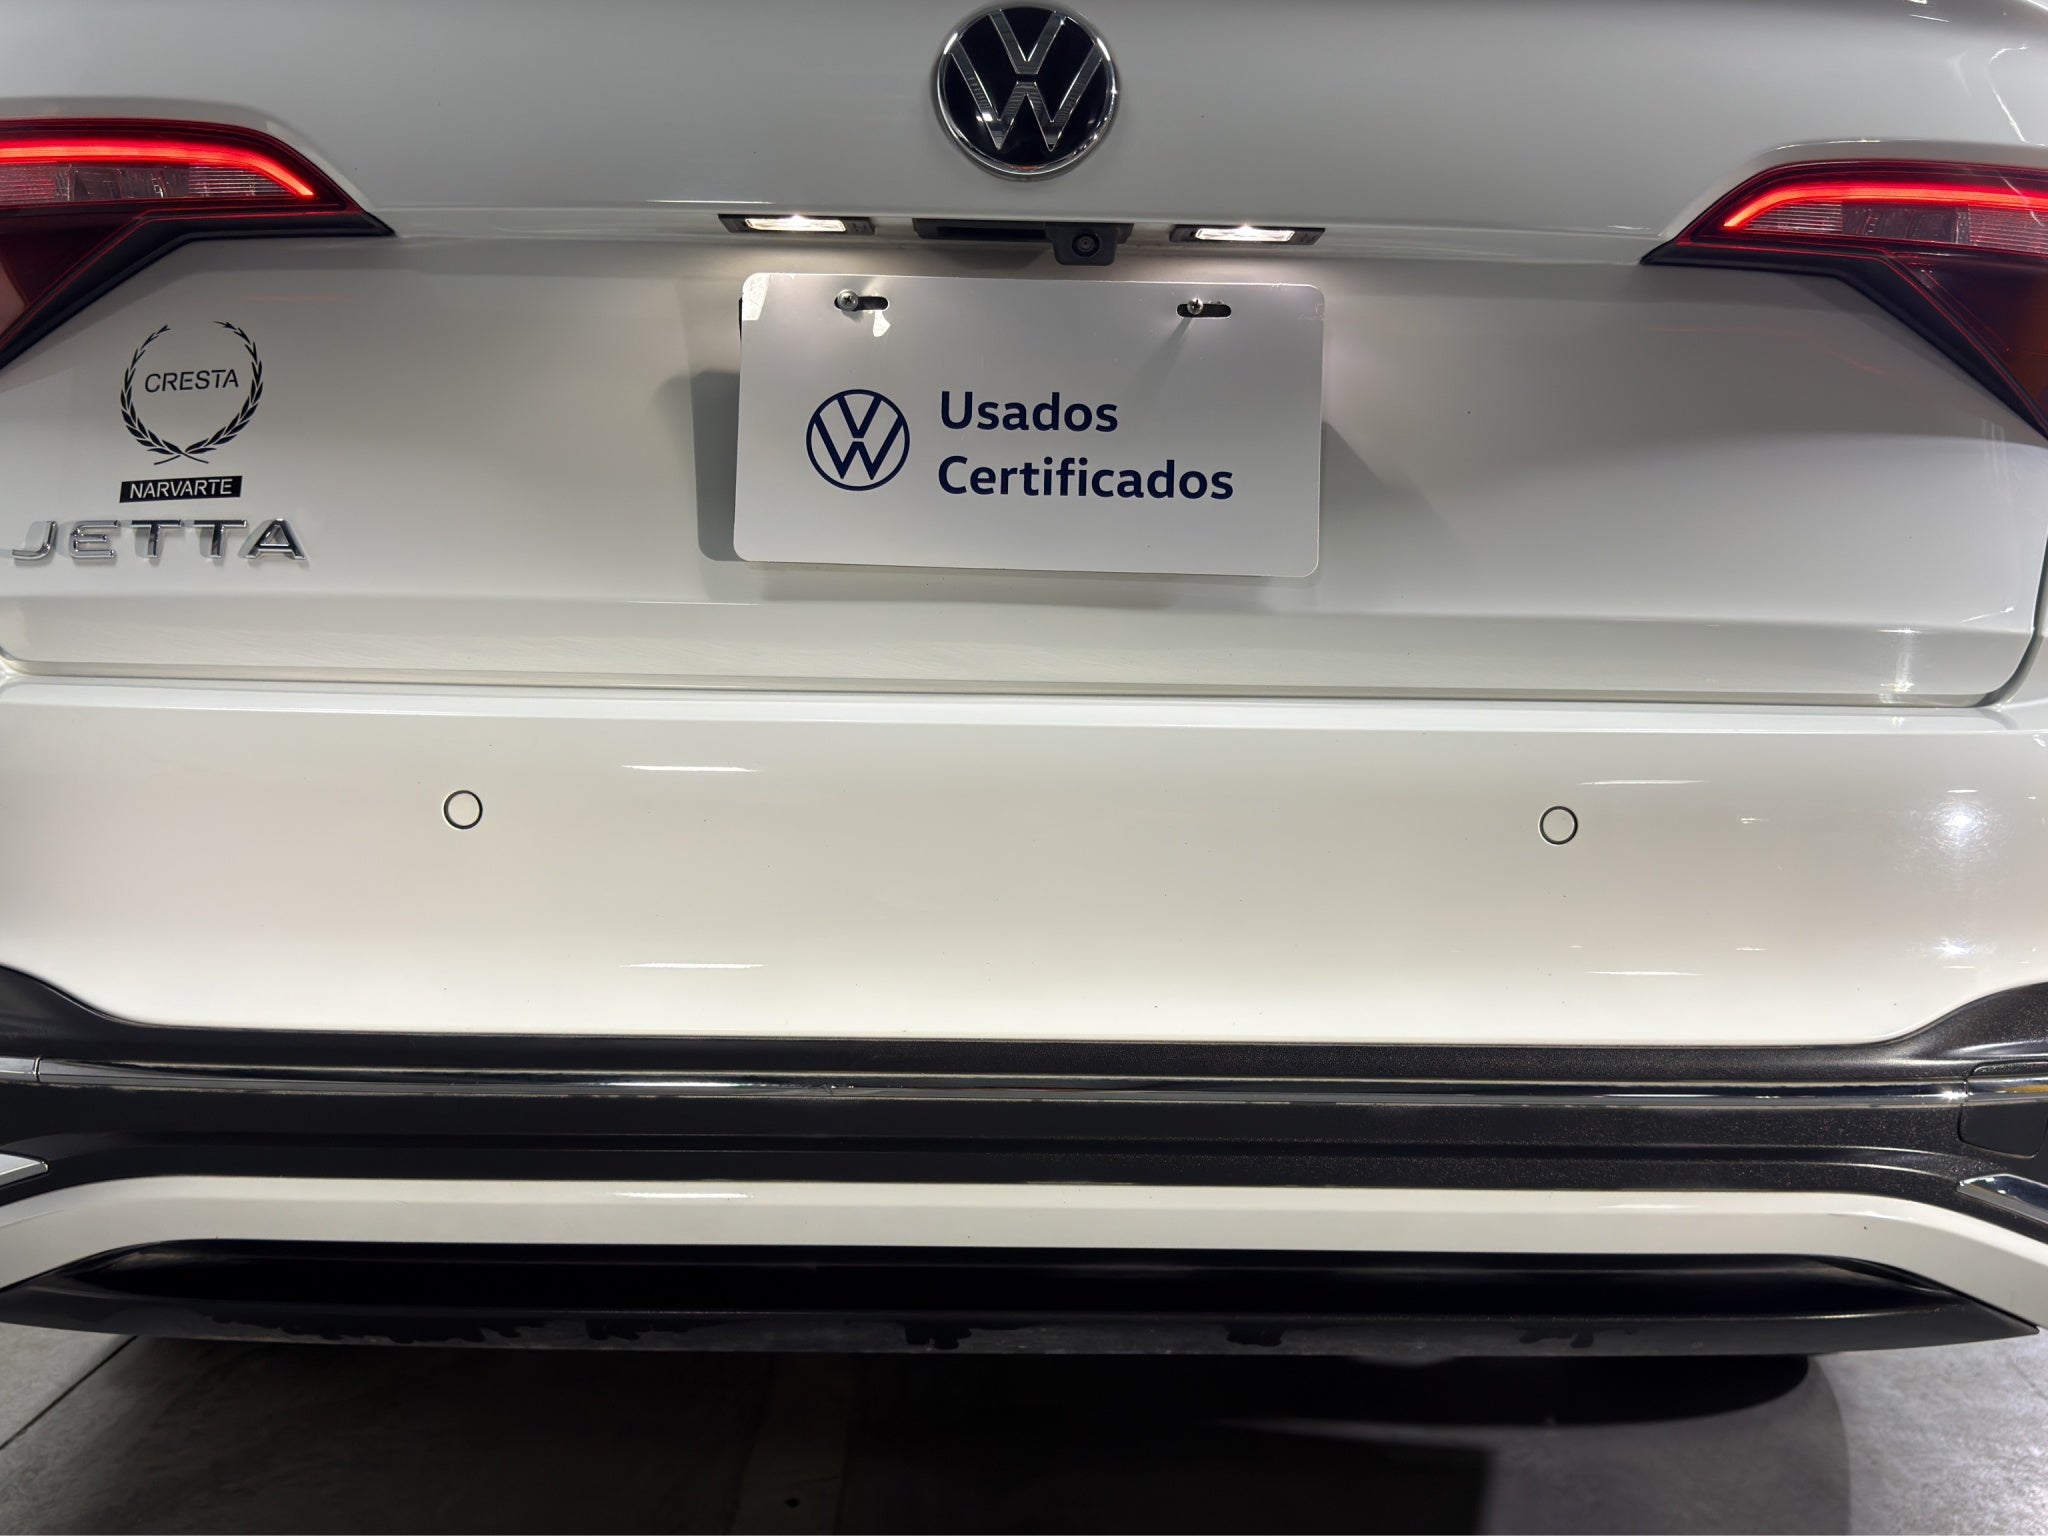 CRESTA
NARVARTE
JETTA
Usados
Certificados